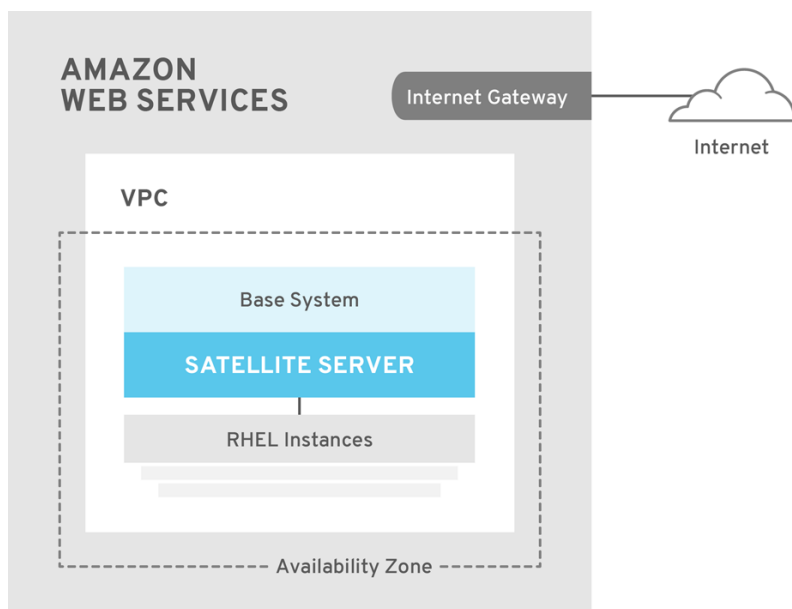 AMAZON
WEB SERVICES
Internet Gateway
Internet
VPC
Base System
SATELLITE SERVER
RHEL Instances
Availability Zone